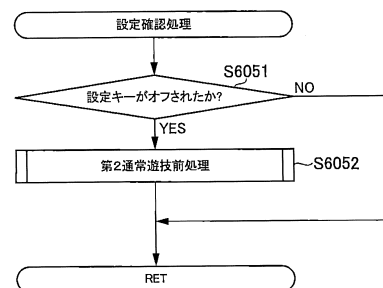 設定確認処理
S6051
設定キーがオフされたか?
NO
YES
第2通常遊技前処理
S6052
RET